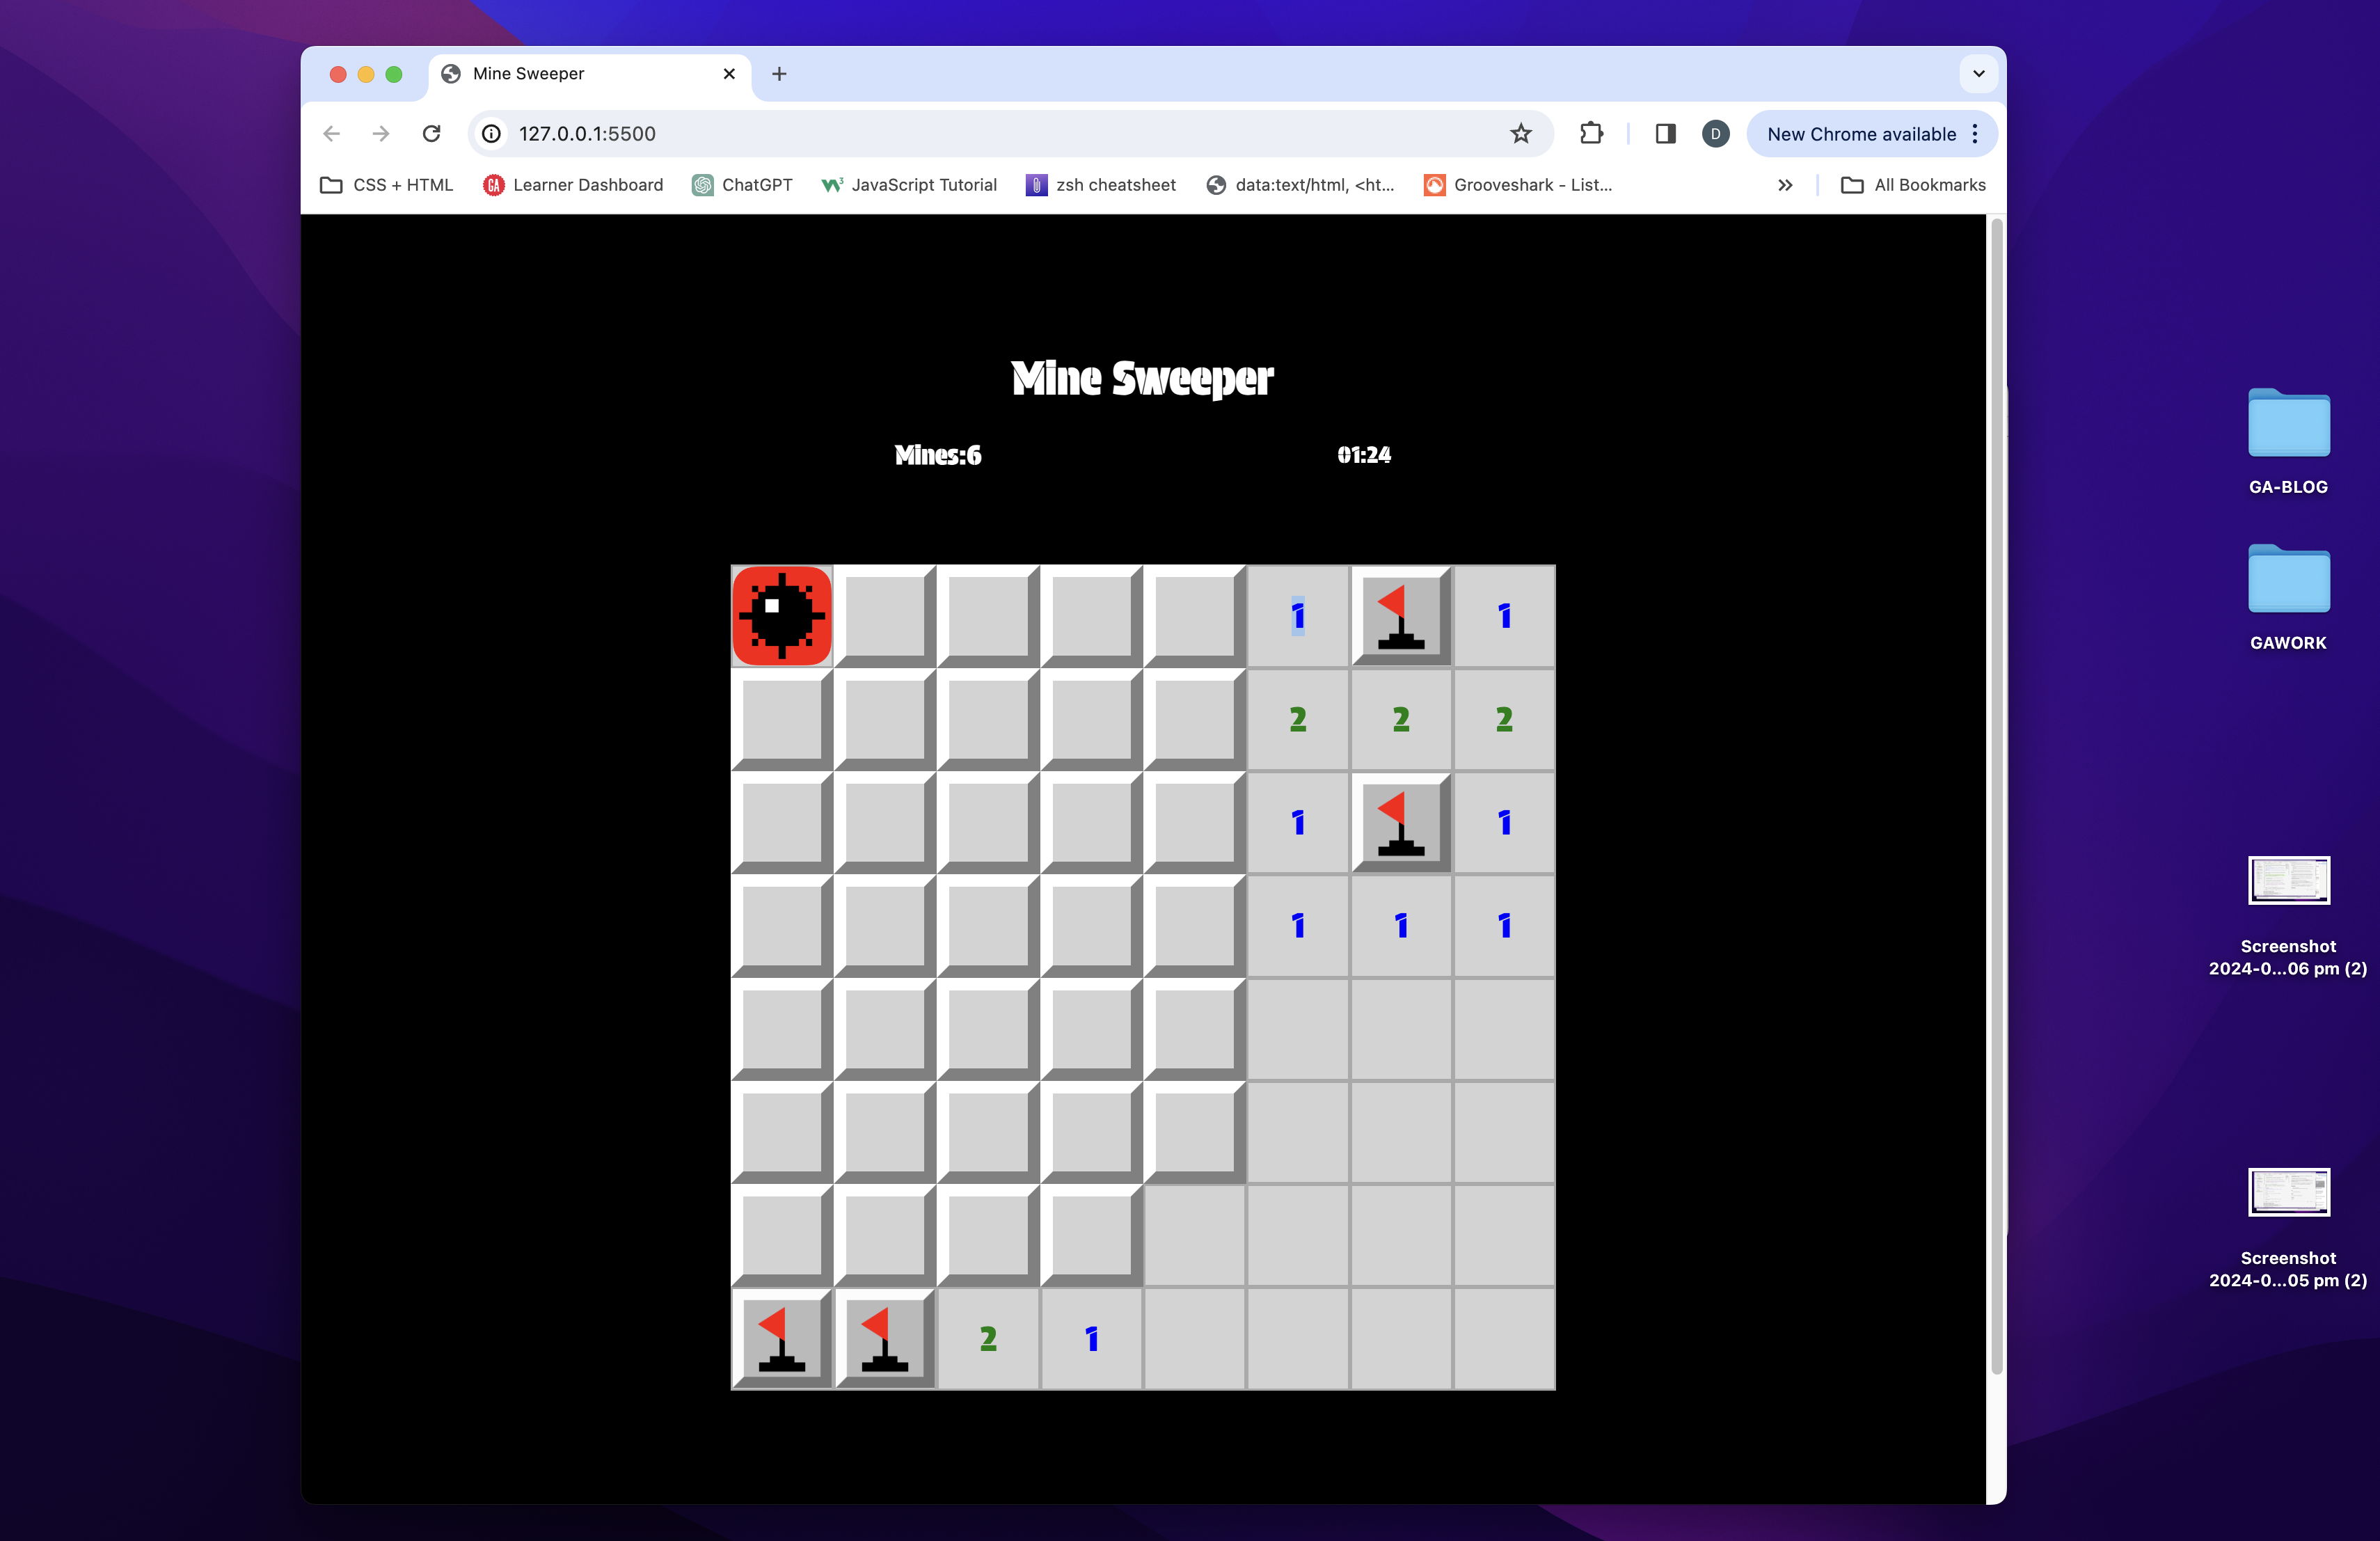 Mine Sweeper
127.0.0.1:5500
D
New Chrome available
CSS + HTML
GA
Learner Dashboard
ChatGPT
JavaScript Tutorial
zsh cheatsheet
data:text/html, <ht...
Grooveshark - List...
All Bookmarks
Mine Sweeper
Mines:6
01:24
1 1
2 2 2
1 1
1 1 1
2 1
GA-BLOG
GAWORK
Screenshot
2024-0...06 pm (2)
Screenshot
2024-0...05 pm (2)